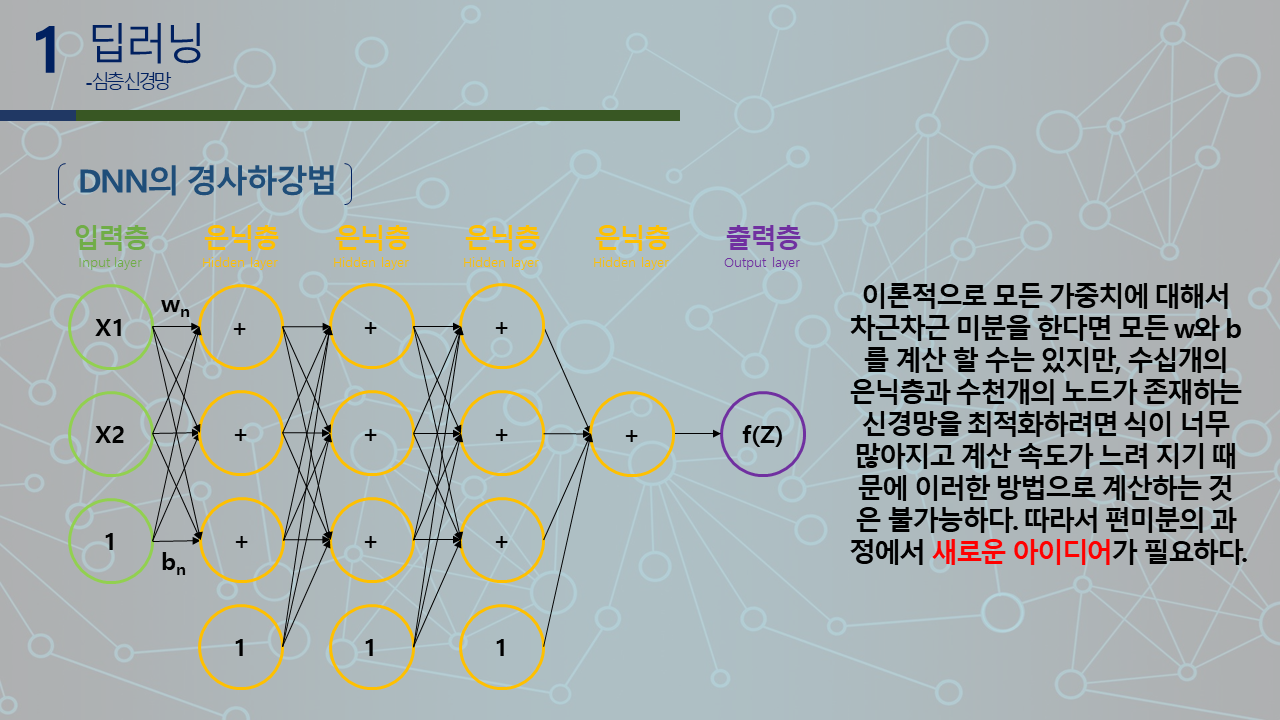 1 딥러닝
-심층신경망
DNN의 경사하강법
입력층 은닉층 은닉층 은닉층 은닉층 출력층
Input layer Hidden layer Hidden layer Hidden layer Hidden layer Output layer
wn
X1 + + +
X2 + + + + f(Z)
1 + + +
bn
1 1 1
이론적으로 모든 가중치에 대해서
차근차근 미분을 한다면 모든 w와 b
를 계산 할 수는 있지만, 수십개의
은닉층과 수천개의 노드가 존재하는
신경망을 최적화하려면 식이 너무
많아지고 계산 속도가 느려 지기 때
문에 이러한 방법으로 계산하는 것
은 불가능하다. 따라서 편미분의 과
정에서 새로운 아이디어가 필요하다.